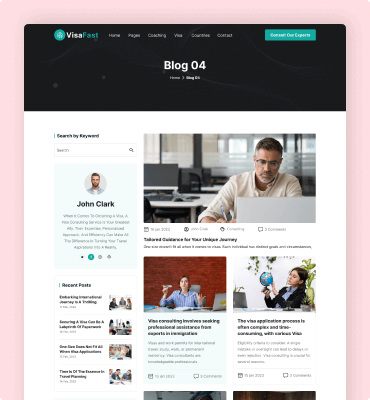 VisaFast
Home Pages Coaching Visa Countries Contact
Consult Our Experts
Blog 04
Home > Blog 04
Search by Keyword
Search
John Clark
When It Comes To Obtaining A Visa, A
Visa Consulting Service Is Your Greatest
Ally. Their Expertise, Personalized
Approach, And Efficiency Can Make All
The Difference In Turning Your Travel
Aspirations Into A Reality.
Recent Posts
Embarking International
Journey Is A Thrilling
Securing A Visa Can Be A
Labyrinth Of Paperwork
One Size Does Not Fit All
When Visa Applications
Time Is Of The Essence In
Travel Planning
15 jan 2023 John Clark Consulting 3 Comments
Tailored Guidance for Your Unique Journey
One size doesn't fit all when it comes to visas. Each individual has distinct goals and circumstances,
Visa consulting involves seeking
professional assistance from
experts in immigration
Visas and work permits for international
travel, study, work, or permanent
residency. Visa consultants are
knowledgeable professionals
15 jan 2023 3 Comments
The visa application process is
often complex and time-
consuming, with various Visa
Eligibility criteria to consider. A single
mistake or oversight can lead to delays or
even rejection. Visa consulting is crucial for
several reasons.
15 jan 2023 3 Comments